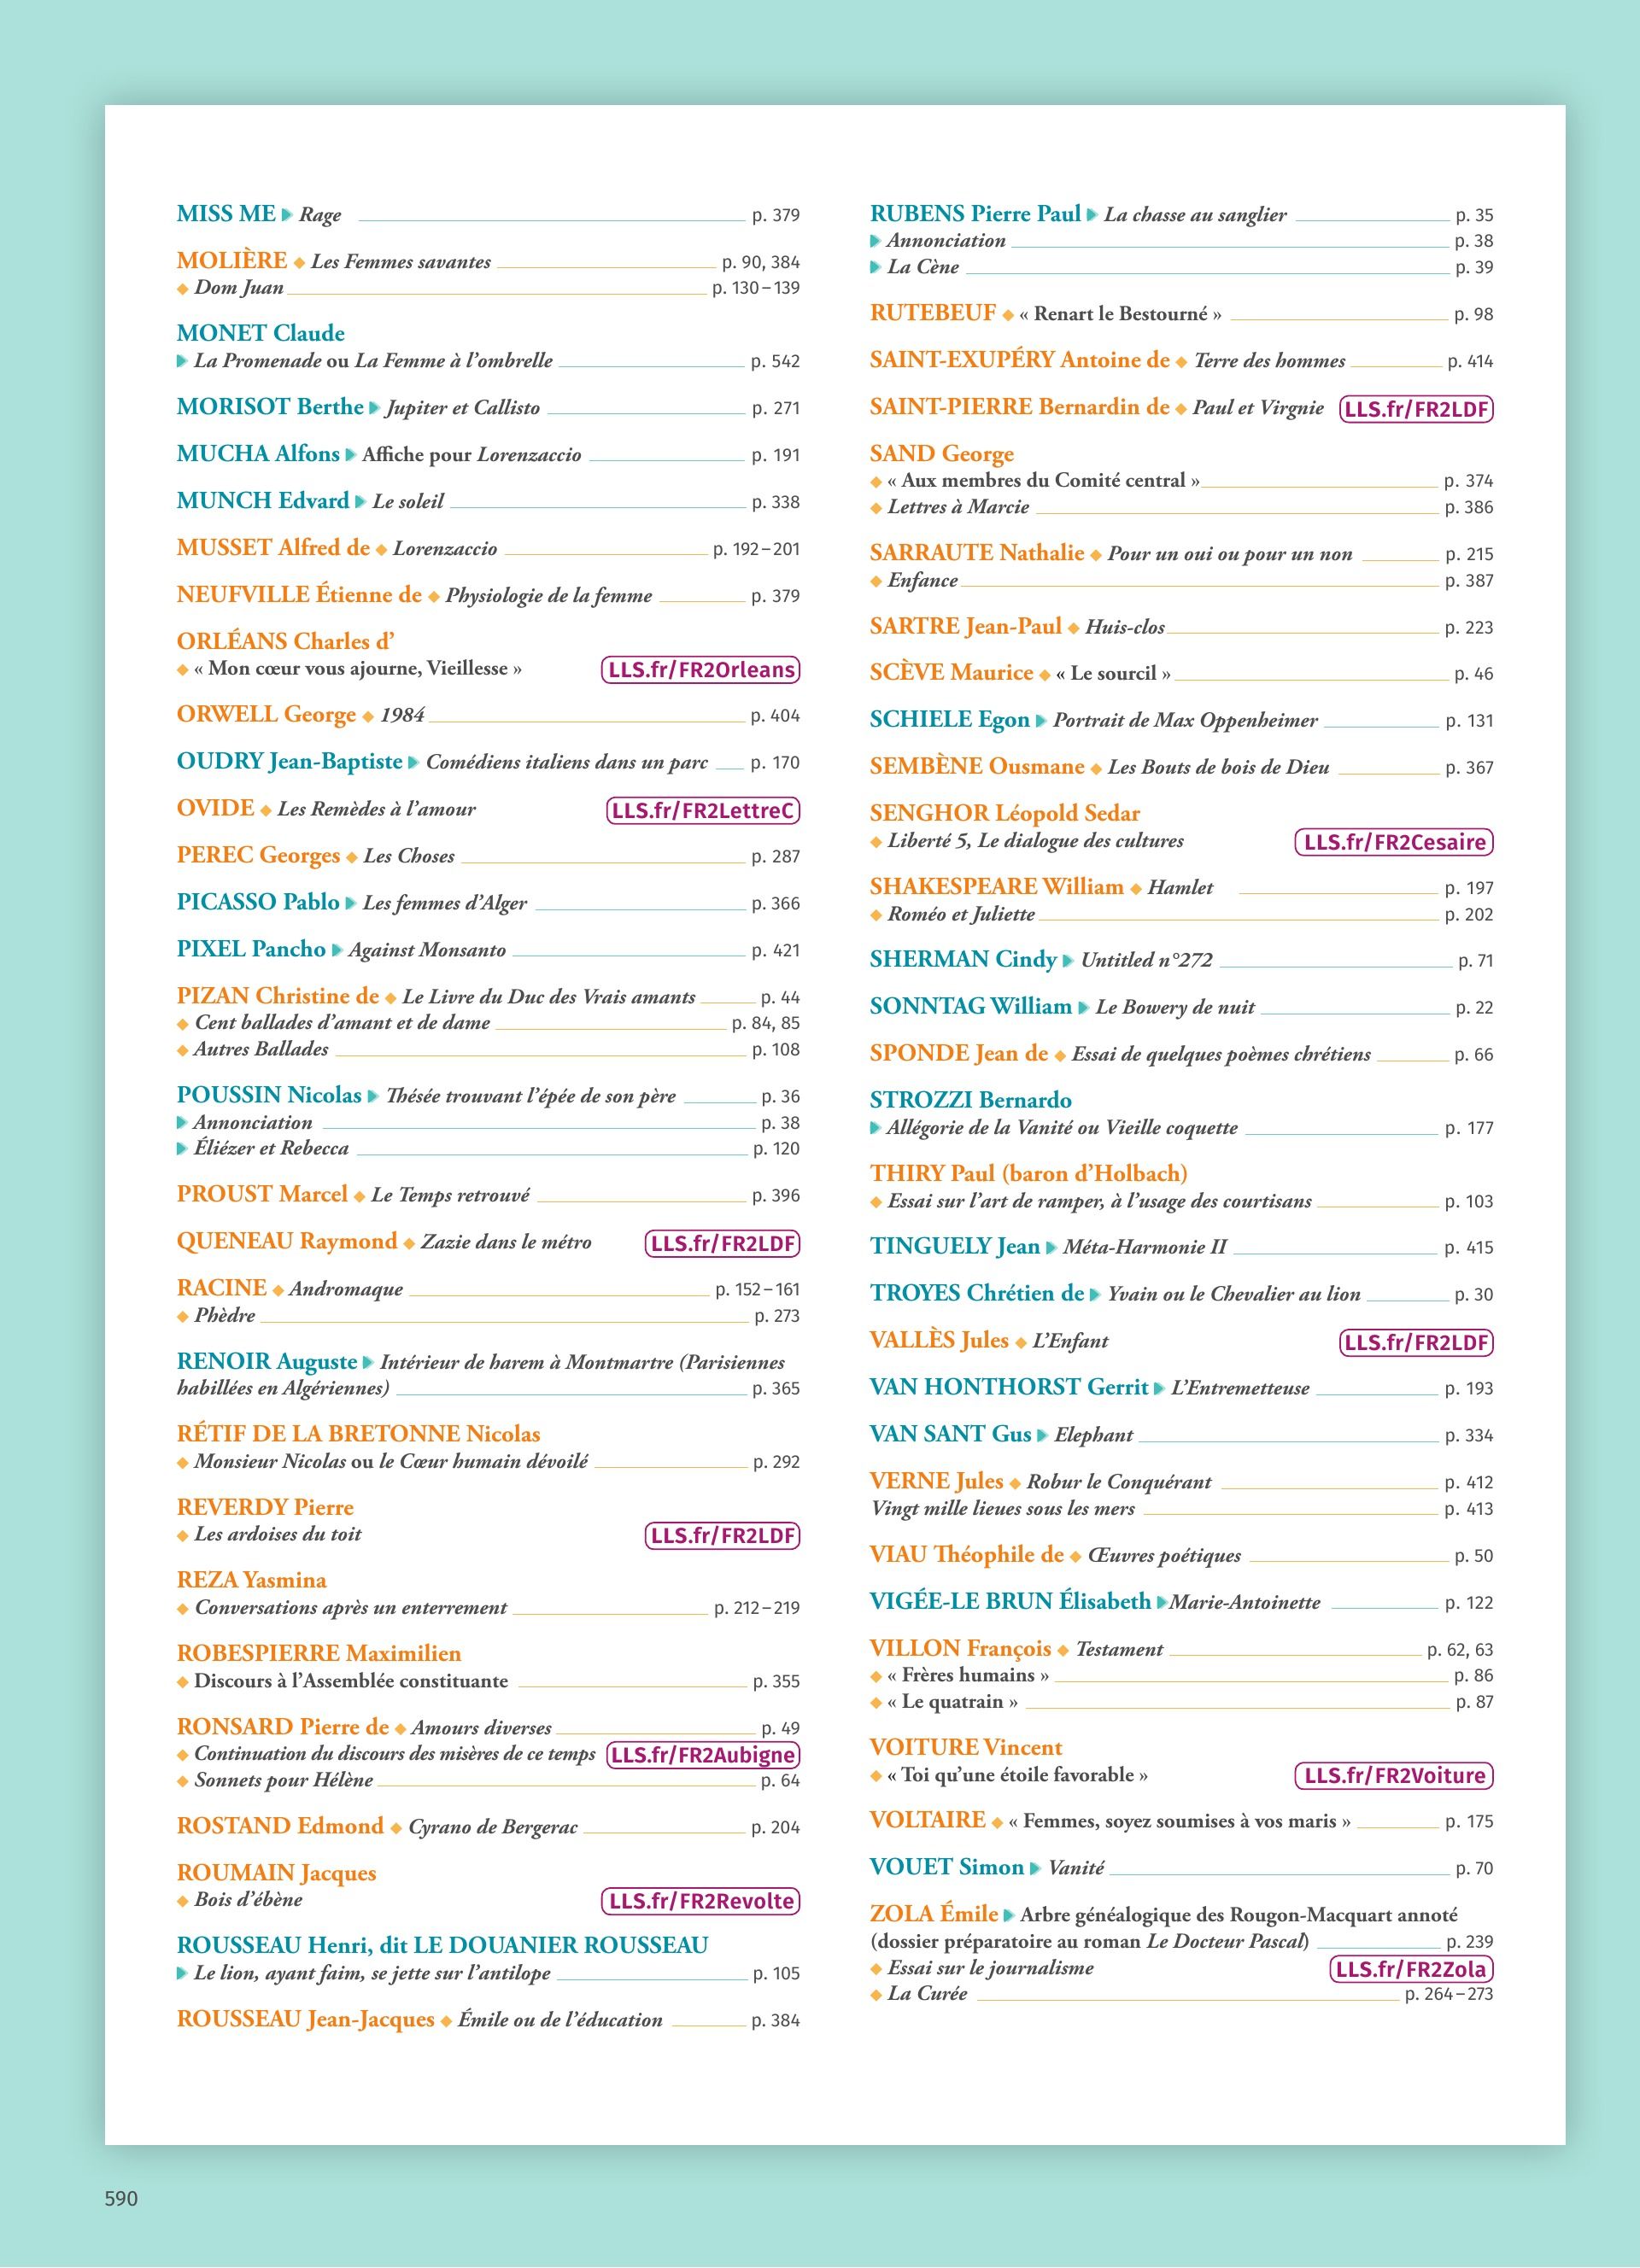 MISS ME Rage p. 379
MOLIÈRE ◆ Les Femmes savantes p. 90, 384
◆ Dom Juan p. 130–139
MONET Claude
La Promenade ou La Femme à l’ombrelle p. 542
MORISOT Berthe Jupiter et Callisto p. 271
MUCHA Alfons Affiche pour Lorenzaccio p. 191
MUNCH Edvard Le soleil p. 338
MUSSET Alfred de ◆ Lorenzaccio p. 192–201
NEUFVILLE Étienne de ◆ Physiologie de la femme p. 379
ORLÉANS Charles d’
◆ « Mon cœur vous ajourne, Vieillesse » LLS.fr/FR2Orleans
ORWELL George ◆ 1984 p. 404
OUDRY Jean-Baptiste Comédiens italiens dans un parc p. 170
OVIDE ◆ Les Remèdes à l’amour LLS.fr/FR2LettreC
PEREC Georges ◆ Les Choses p. 287
PICASSO Pablo Les femmes d’Alger p. 366
PIXEL Pancho Against Monsanto p. 421
PIZAN Christine de ◆ Le Livre du Duc des Vrais amants p. 44
◆ Cent ballades d’amant et de dame p. 84, 85
◆ Autres Ballades p. 108
POUSSIN Nicolas Thésée trouvant l’épée de son père p. 36
Annonciation p. 38
Éliézer et Rebecca p. 120
PROUST Marcel ◆ Le Temps retrouvé p. 396
QUENEAU Raymond ◆ Zazie dans le métro LLS.fr/FR2LDF
RACINE ◆ Andromaque p. 152–161
◆ Phèdre p. 273
RENOIR Auguste Intérieur de harem à Montmartre (Parisiennes
habillées en Algériennes) p. 365
RÉTIF DE LA BRETONNE Nicolas
◆ Monsieur Nicolas ou le Cœur humain dévoilé p. 292
REVERDY Pierre
◆ Les ardoises du toit LLS.fr/FR2LDF
REZA Yasmina
◆ Conversations après un enterrement p. 212–219
ROBESPIERRE Maximilien
◆ Discours à l’Assemblée constituante p. 355
RONSARD Pierre de ◆ Amours diverses p. 49
◆ Continuation du discours des misères de ce temps LLS.fr/FR2Aubigne
◆ Sonnets pour Hélène p. 64
ROSTAND Edmond ◆ Cyrano de Bergerac p. 204
ROUMAIN Jacques
◆ Bois d’ébène LLS.fr/FR2Revolte
ROUSSEAU Henri, dit LE DOUANIER ROUSSEAU
Le lion, ayant faim, se jette sur l’antilope p. 105
ROUSSEAU Jean-Jacques ◆ Émile ou de l’éducation p. 384
RUBENS Pierre Paul La chasse au sanglier p. 35
Annonciation p. 38
La Cène p. 39
RUTEBEUF ◆ « Renart le Bestourné » p. 98
SAINT-EXUPÉRY Antoine de ◆ Terre des hommes p. 414
SAINT-PIERRE Bernardin de ◆ Paul et Virgnie LLS.fr/FR2LDF
SAND George
◆ « Aux membres du Comité central » p. 374
◆ Lettres à Marcie p. 386
SARRAUTE Nathalie ◆ Pour un oui ou pour un non p. 215
◆ Enfance p. 387
SARTRE Jean-Paul ◆ Huis-clos p. 223
SCÈVE Maurice ◆ « Le sourcil » p. 46
SCHIELE Egon Portrait de Max Oppenheimer p. 131
SEMBÈNE Ousmane ◆ Les Bouts de bois de Dieu p. 367
SENGHOR Léopold Sedar
◆ Liberté 5, Le dialogue des cultures LLS.fr/FR2Cesaire
SHAKESPEARE William ◆ Hamlet p. 197
◆ Roméo et Juliette p. 202
SHERMAN Cindy Untitled n°272 p. 71
SONNTAG William Le Bowery de nuit p. 22
SPONDE Jean de ◆ Essai de quelques poèmes chrétiens p. 66
STROZZI Bernardo
Allégorie de la Vanité ou Vieille coquette p. 177
THIRY Paul (baron d’Holbach)
◆ Essai sur l’art de ramper, à l’usage des courtisans p. 103
TINGUELY Jean Méta-Harmonie II p. 415
TROYES Chrétien de Yvain ou le Chevalier au lion p. 30
VALLÈS Jules ◆ L’Enfant LLS.fr/FR2LDF
VAN HONTHORST Gerrit L’Entremetteuse p. 193
VAN SANT Gus Elephant p. 334
VERNE Jules ◆ Robur le Conquérant p. 412
Vingt mille lieues sous les mers p. 413
VIAU Théophile de ◆ Œuvres poétiques p. 50
VIGÉE-LE BRUN Élisabeth Marie-Antoinette p. 122
VILLON François ◆ Testament p. 62, 63
◆ « Frères humains » p. 86
◆ « Le quatrain » p. 87
VOITURE Vincent
◆ « Toi qu’une étoile favorable » LLS.fr/FR2Voiture
VOLTAIRE ◆ « Femmes, soyez soumises à vos maris » p. 175
VOUET Simon Vanité p. 70
ZOLA Émile Arbre généalogique des Rougon-Macquart annoté
(dossier préparatoire au roman Le Docteur Pascal) p. 239
◆ Essai sur le journalisme LLS.fr/FR2Zola
◆ La Curée p. 264–273
590